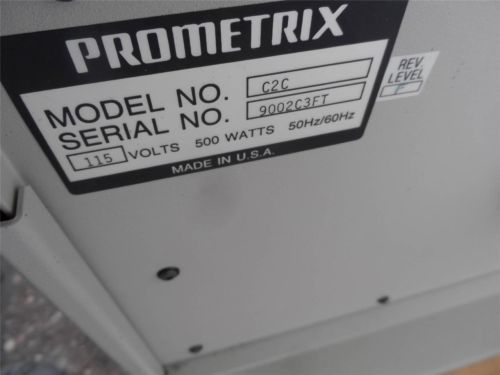 PROMETRIX
MODEL NO. C2C
SERIAL NO. 9002C3FT
115 VOLTS 500 WATTS 50Hz/60Hz
MADE IN U.S.A.
REV.
LEVEL
F